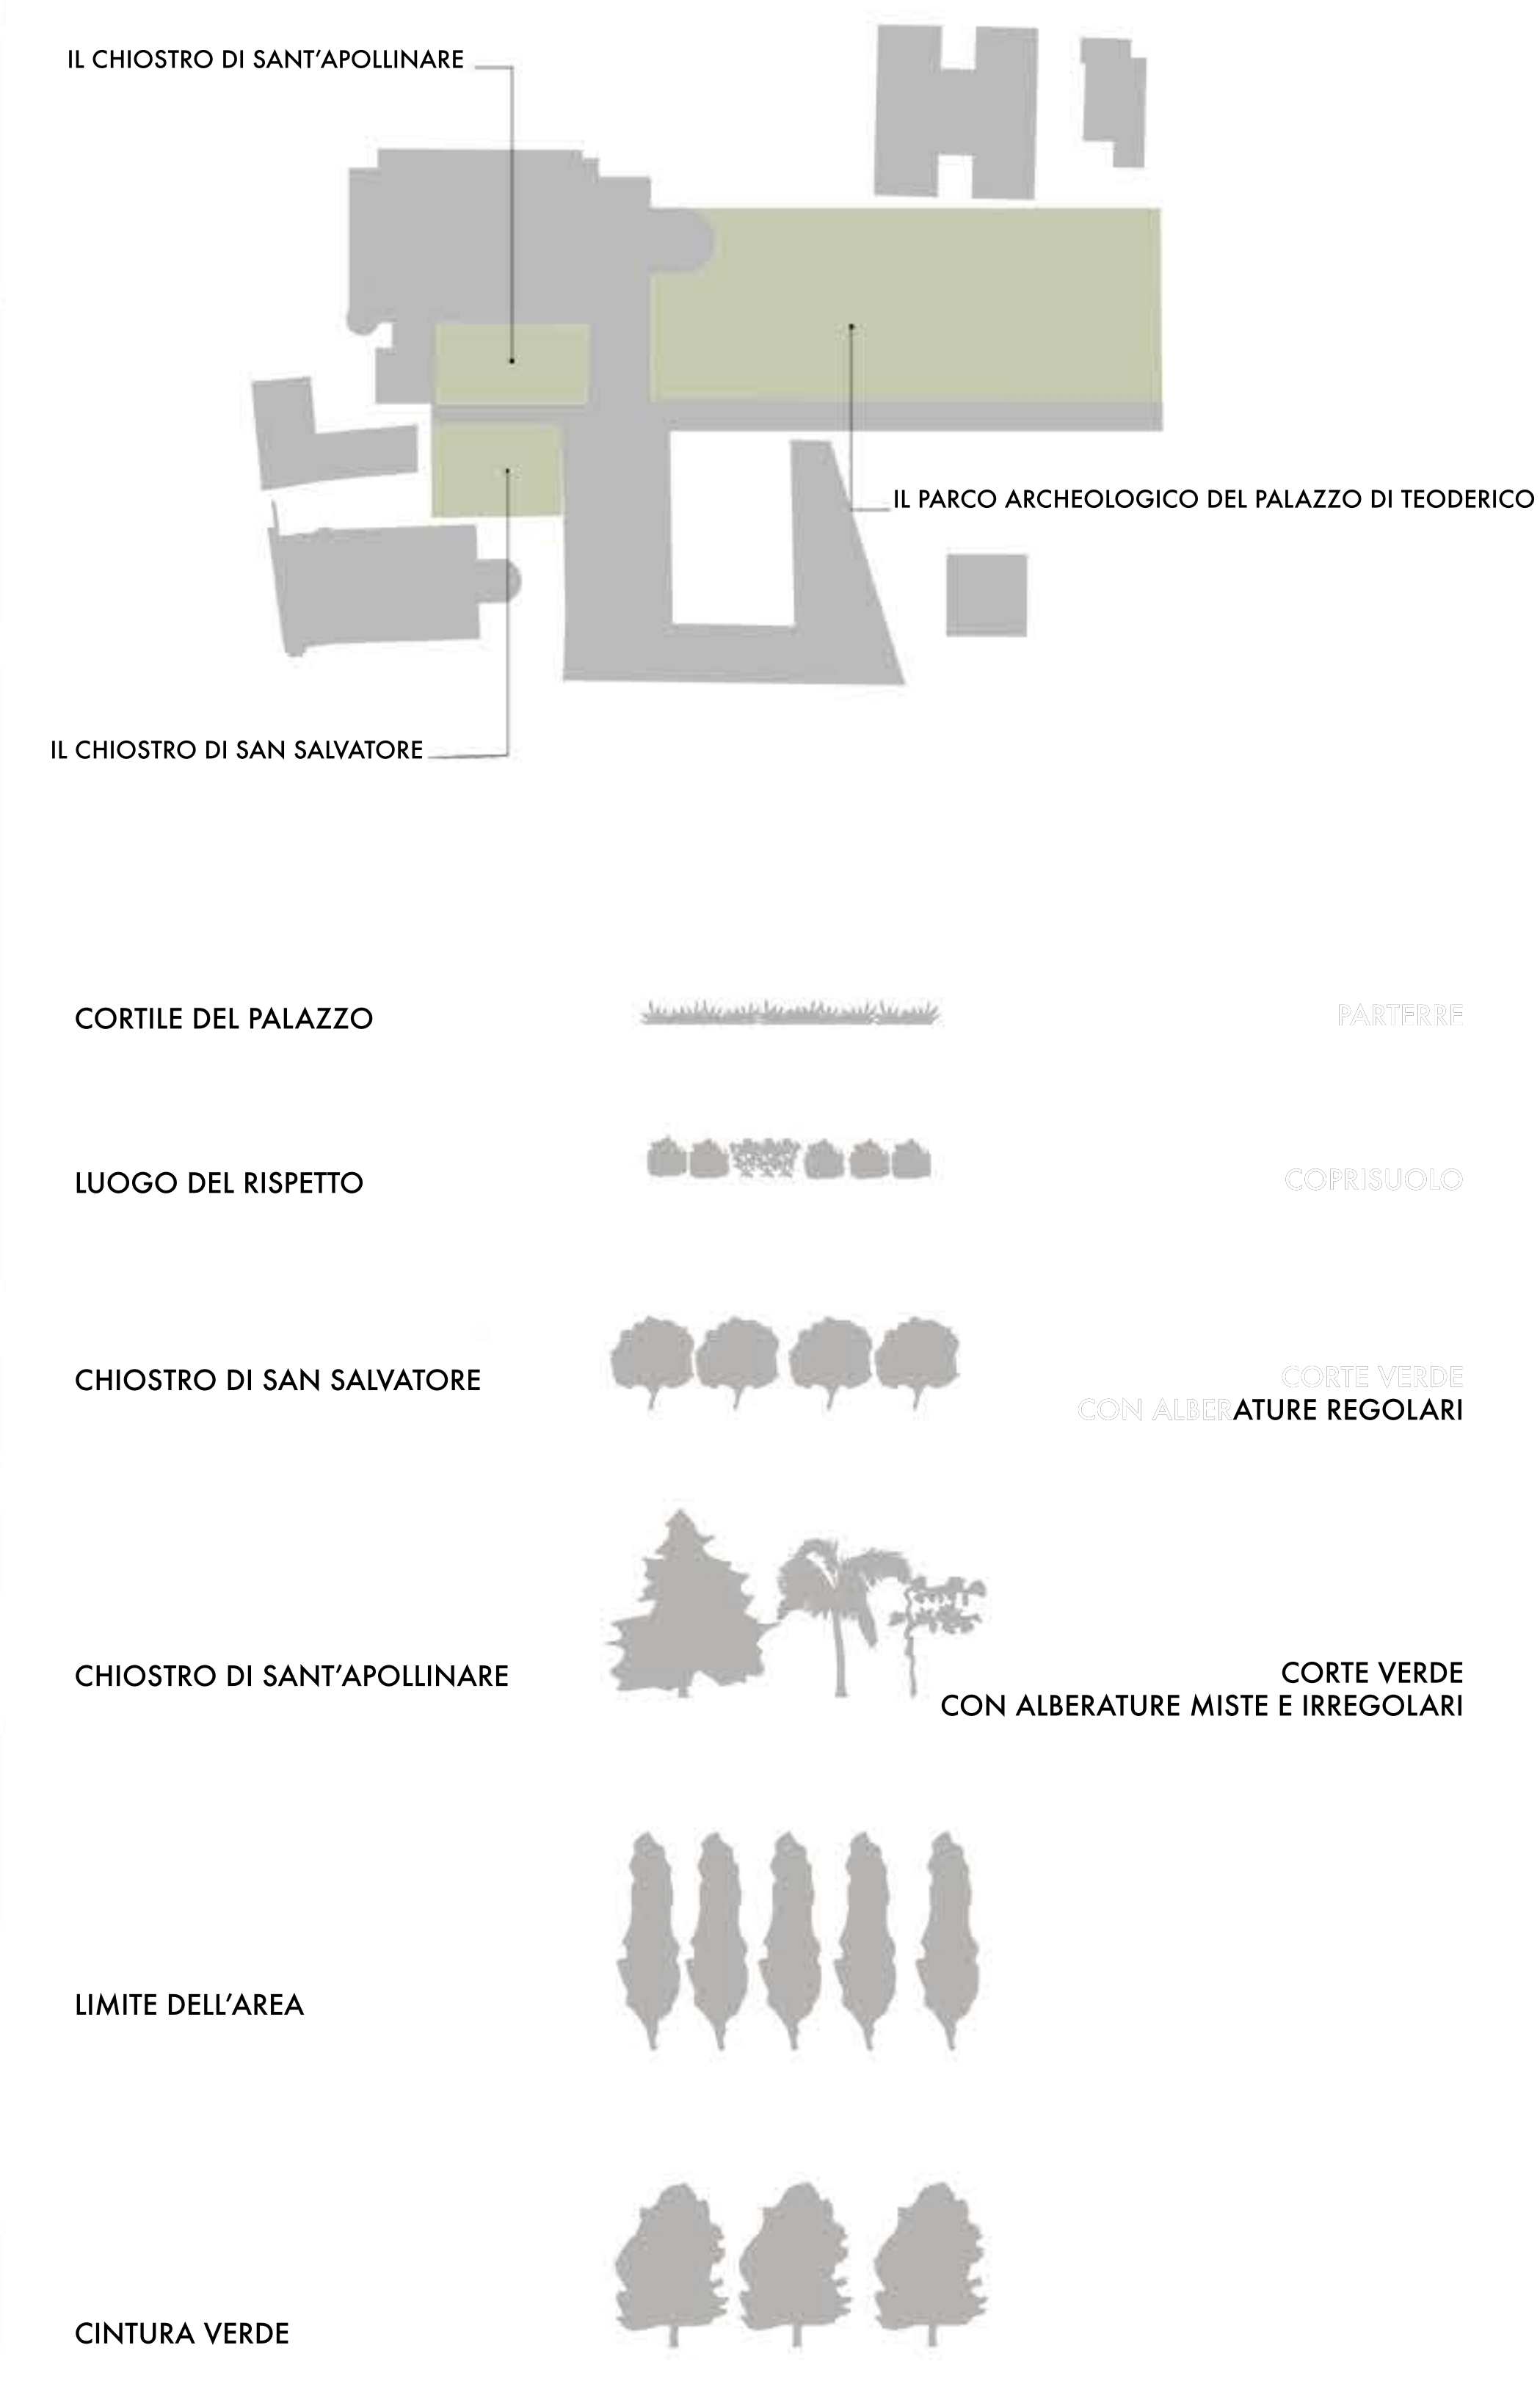 IL CHIOSTRO DI SANT'APOLLINARE
IL PARCO ARCHEOLOGICO DEL PALAZZO DI TEODERICO
IL CHIOSTRO DI SAN SALVATORE
CORTILE DEL PALAZZO
PARTERRE
LUOGO DEL RISPETTO
COPRISUOLO
CHIOSTRO DI SAN SALVATORE
CORTE VERDE
CON ALBERATURE REGOLARI
CHIOSTRO DI SANT'APOLLINARE
CORTE VERDE
CON ALBERATURE MISTE E IRREGOLARI
LIMITE DELL'AREA
CINTURA VERDE